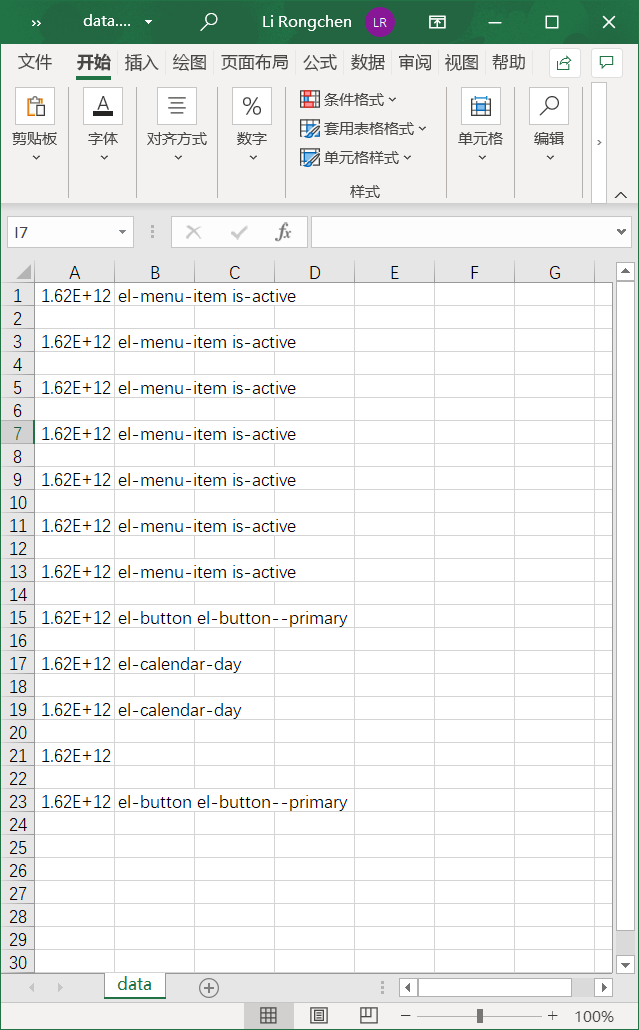 data.... Li Rongchen LR
文件 开始 插入 绘图 页面布局 公式 数据 审阅 视图 帮助
剪贴板 字体 对齐方式 数字 条件格式 套用表格格式 单元格样式 样式 单元格 编辑
I7 fx
A B C D E F G
1 1.62E+12 el-menu-item is-active
2
3 1.62E+12 el-menu-item is-active
4
5 1.62E+12 el-menu-item is-active
6
7 1.62E+12 el-menu-item is-active
8
9 1.62E+12 el-menu-item is-active
10
11 1.62E+12 el-menu-item is-active
12
13 1.62E+12 el-menu-item is-active
14
15 1.62E+12 el-button el-button--primary
16
17 1.62E+12 el-calendar-day
18
19 1.62E+12 el-calendar-day
20
21 1.62E+12
22
23 1.62E+12 el-button el-button--primary
24
25
26
27
28
29
30
data
100%